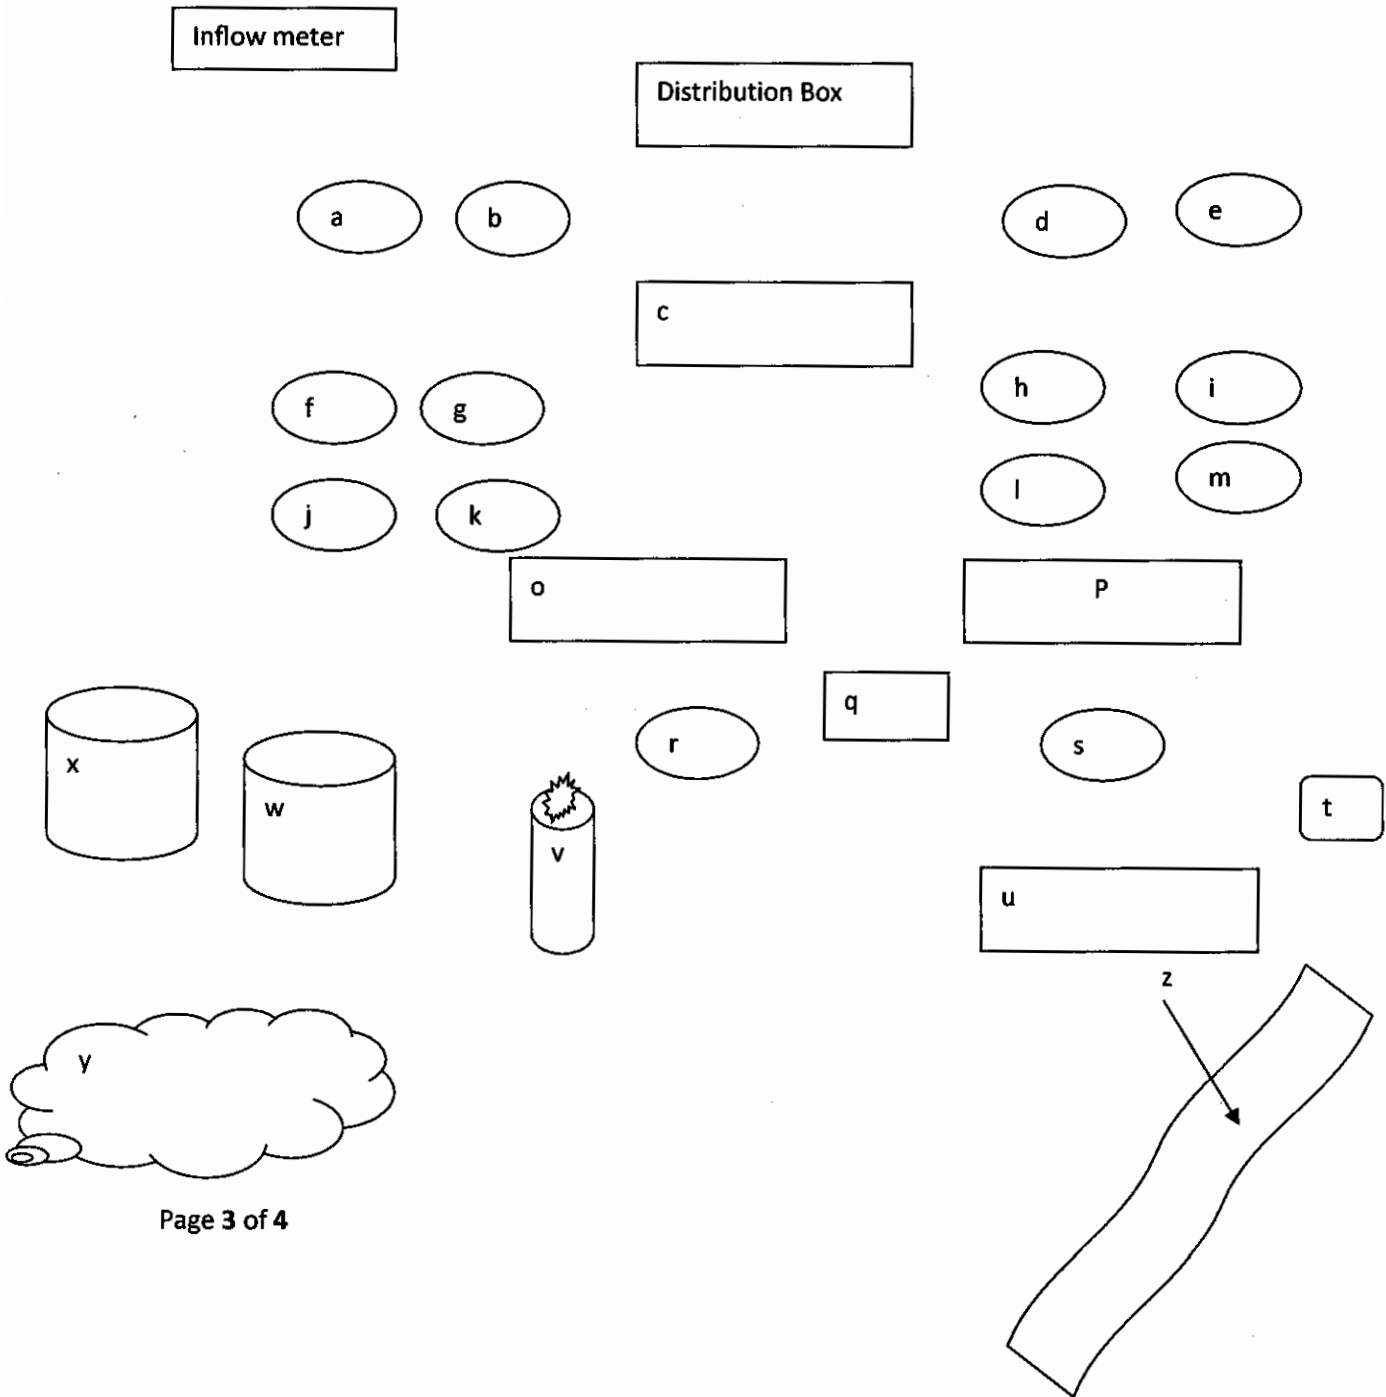 Inflow meter
Distribution Box
a b d e
c
f g h i
j k l m
o P
q
r s
x w v t
u
z
y
Page 3 of 4